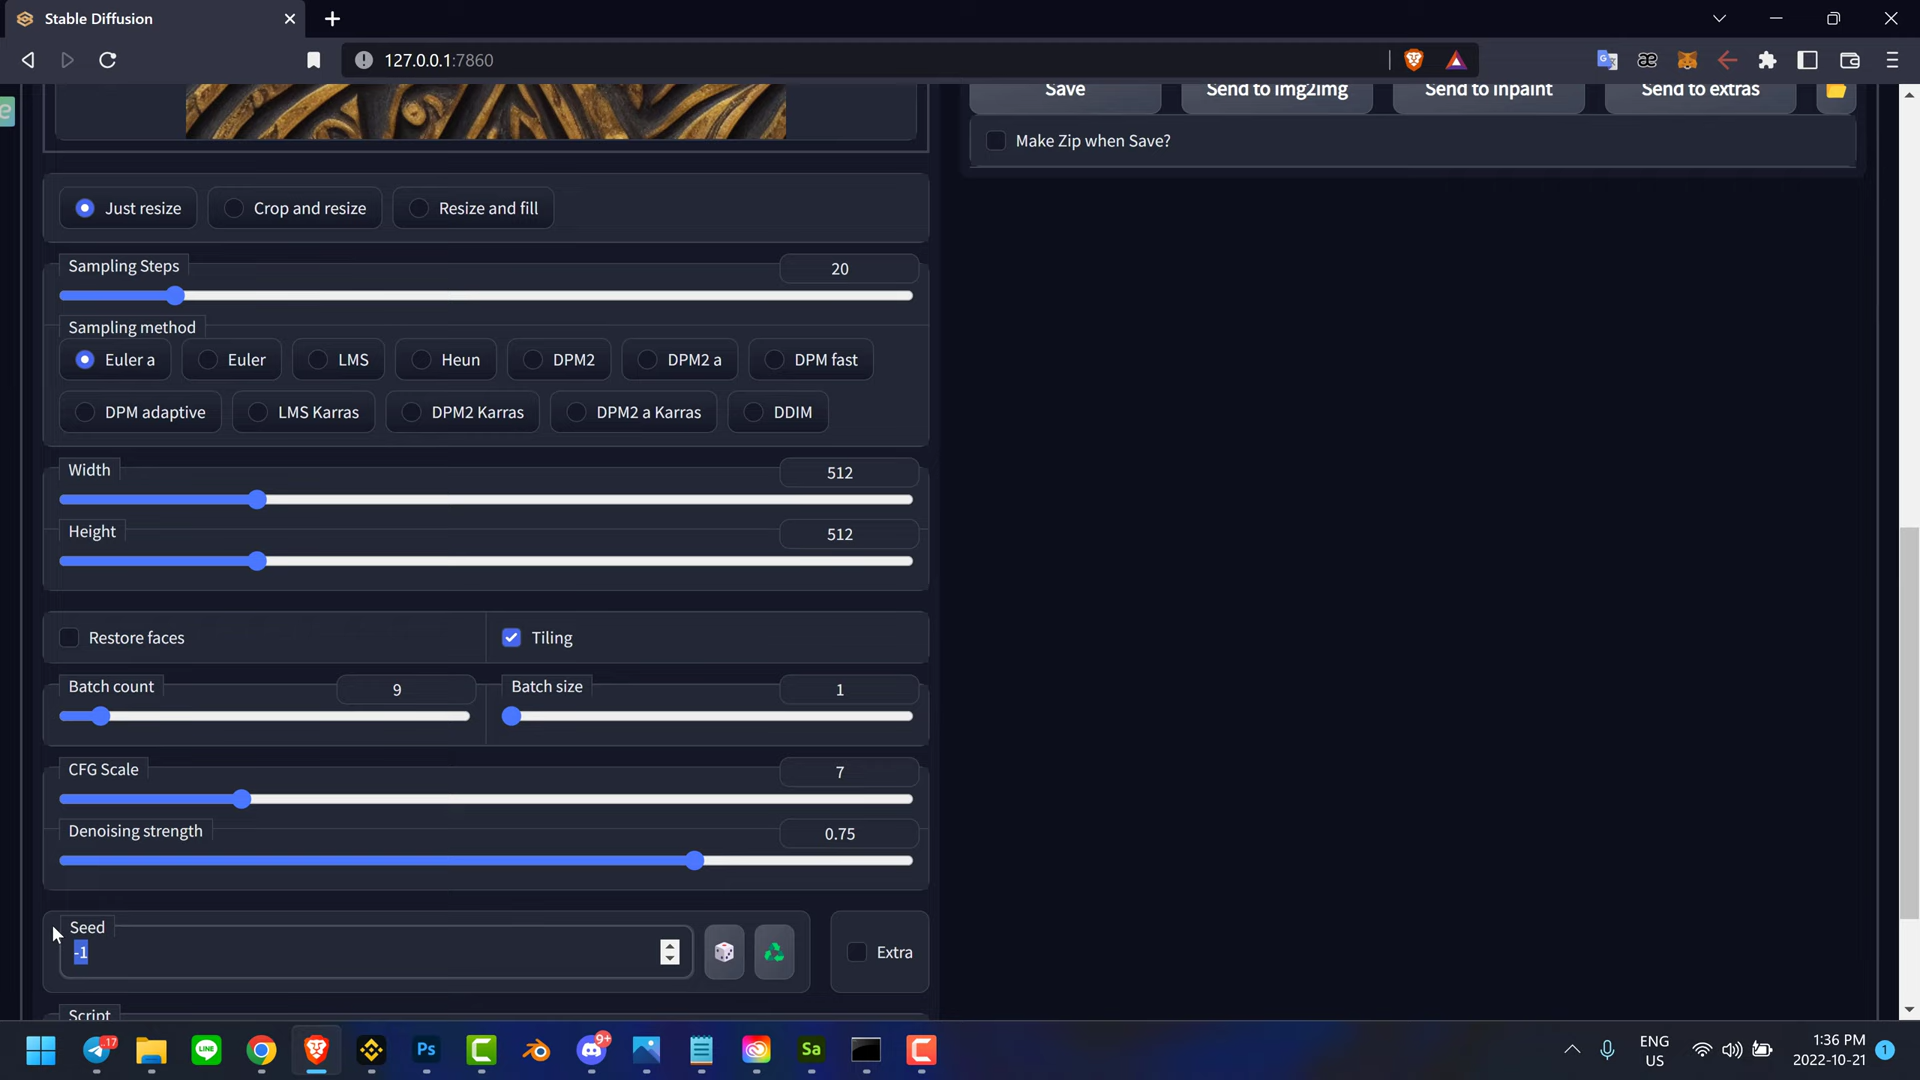 Stable Diffusion
127.0.0.1:7860
Save Send to img2img Send to inpaint Send to extras
Make Zip when Save?
Just resize Crop and resize Resize and fill
Sampling Steps 20
Sampling method
Euler a Euler LMS Heun DPM2 DPM2 a DPM fast
DPM adaptive LMS Karras DPM2 Karras DPM2 a Karras DDIM
Width 512
Height 512
Restore faces Tiling
Batch count 9 Batch size 1
CFG Scale 7
Denoising strength 0.75
Seed
-1 Extra
Script
ENG 1:36 PM
US 2022-10-21 1
17 LINE Ps 9+ Sa